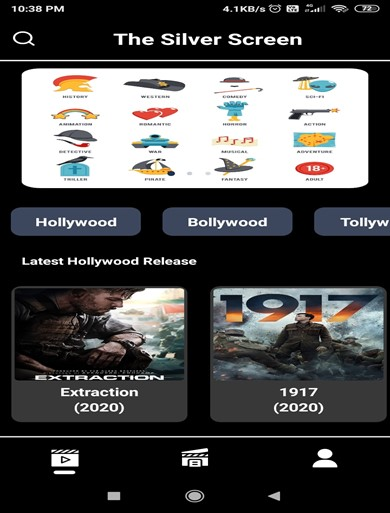 10:38 PM
4.1KB/s
4G
72
The Silver Screen
HISTORY
WESTERN
COMEDY
SCI-FI
ANIMATION
ROMANTIC
HORROR
ACTION
DETECTIVE
WAR
MUSICAL
ADVENTURE
TRILLER
PIRATE
FANTASY
18+
ADULT
Hollywood
Bollywood
Tollyw
Latest Hollywood Release
EXTRACTION
1917
Extraction
(2020)
1917
(2020)